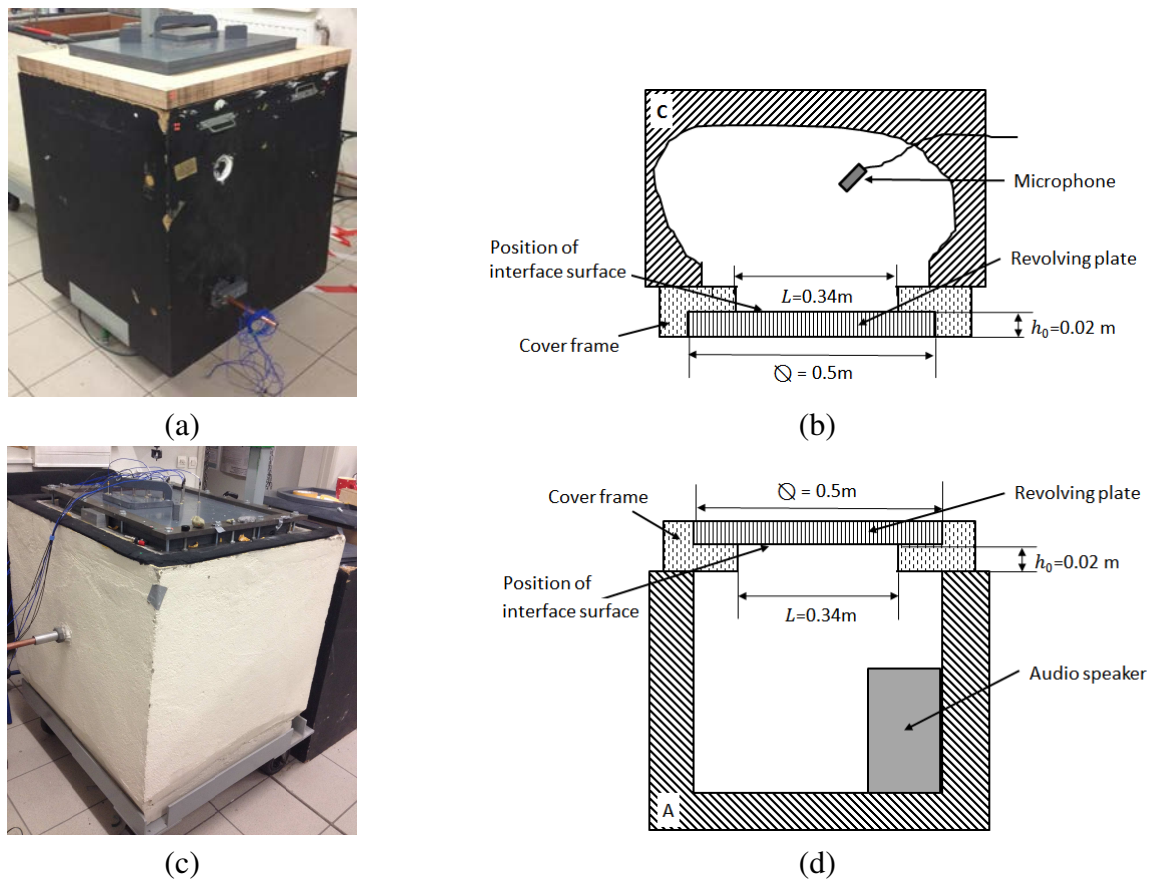 C
Microphone
Position of
interface surface
Revolving plate
L=0.34m
h₀=0.02 m
Cover frame
⦰ = 0.5m
(a)
(b)
Cover frame
⦰ = 0.5m
Revolving plate
Position of
interface surface
h₀=0.02 m
L=0.34m
Audio speaker
A
(c)
(d)